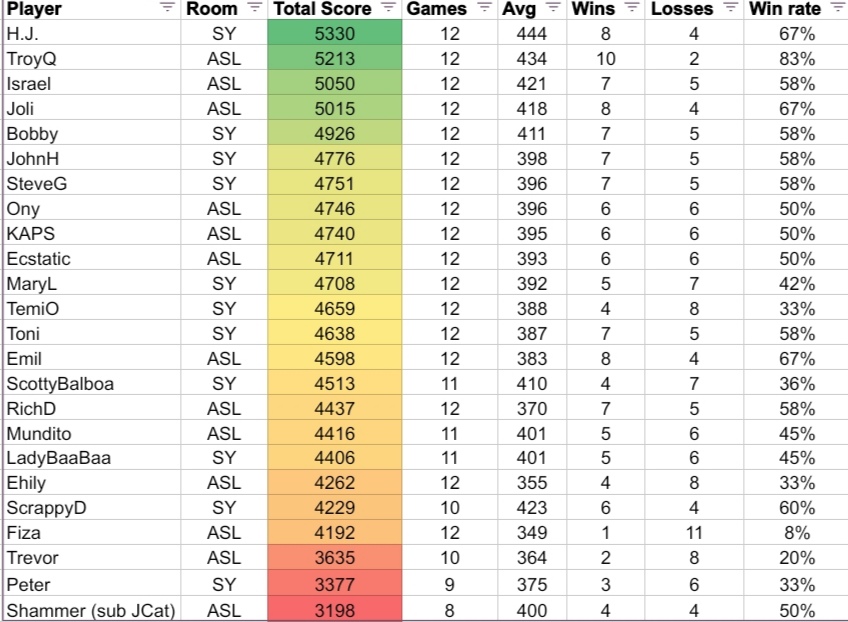 Player Room Total Score Games Avg Wins Losses Win rate
H.J. SY 5330 12 444 8 4 67%
TroyQ ASL 5213 12 434 10 2 83%
Israel ASL 5050 12 421 7 5 58%
Joli ASL 5015 12 418 8 4 67%
Bobby SY 4926 12 411 7 5 58%
JohnH SY 4776 12 398 7 5 58%
SteveG SY 4751 12 396 7 5 58%
Ony ASL 4746 12 396 6 6 50%
KAPS ASL 4740 12 395 6 6 50%
Ecstatic ASL 4711 12 393 6 6 50%
MaryL SY 4708 12 392 5 7 42%
TemiO SY 4659 12 388 4 8 33%
Toni SY 4638 12 387 7 5 58%
Emil ASL 4598 12 383 8 4 67%
ScottyBalboa SY 4513 11 410 4 7 36%
RichD ASL 4437 12 370 7 5 58%
Mundito ASL 4416 11 401 5 6 45%
LadyBaaBaa SY 4406 11 401 5 6 45%
Ehily ASL 4262 12 355 4 8 33%
ScrappyD SY 4229 10 423 6 4 60%
Fiza ASL 4192 12 349 1 11 8%
Trevor ASL 3635 10 364 2 8 20%
Peter SY 3377 9 375 3 6 33%
Shammer (sub JCat) ASL 3198 8 400 4 4 50%